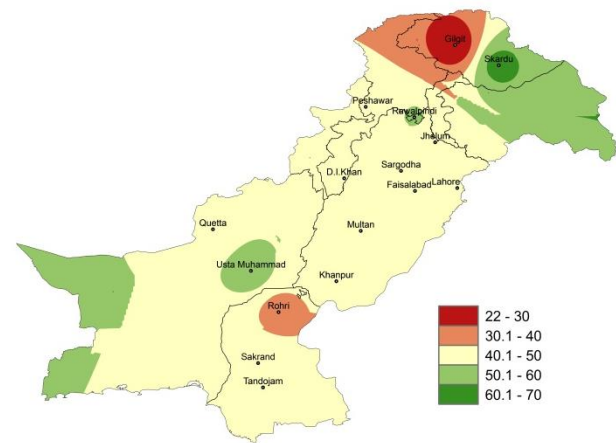 Gilgit
Skardu
Peshawar
Rawalpindi
Jhelum
D.I.Khan
Sargodha
Faisalabad
Lahore
Quetta
Multan
Usta Muhammad
Khanpur
Rohri
Sakrand
Tandojam
22 - 30
30.1 - 40
40.1 - 50
50.1 - 60
60.1 - 70